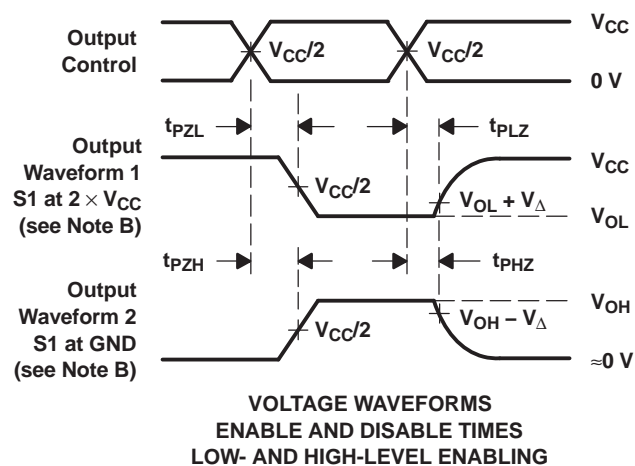 Output
Control
V_CC/2
V_CC/2
V_CC
0 V
t_PZL
t_PLZ
Output
Waveform 1
S1 at 2 × V_CC
(see Note B)
V_CC/2
V_CC
V_OL + V_Δ
V_OL
t_PZH
t_PHZ
Output
Waveform 2
S1 at GND
(see Note B)
V_CC/2
V_OH
V_OH – V_Δ
≈0 V
VOLTAGE WAVEFORMS
ENABLE AND DISABLE TIMES
LOW- AND HIGH-LEVEL ENABLING